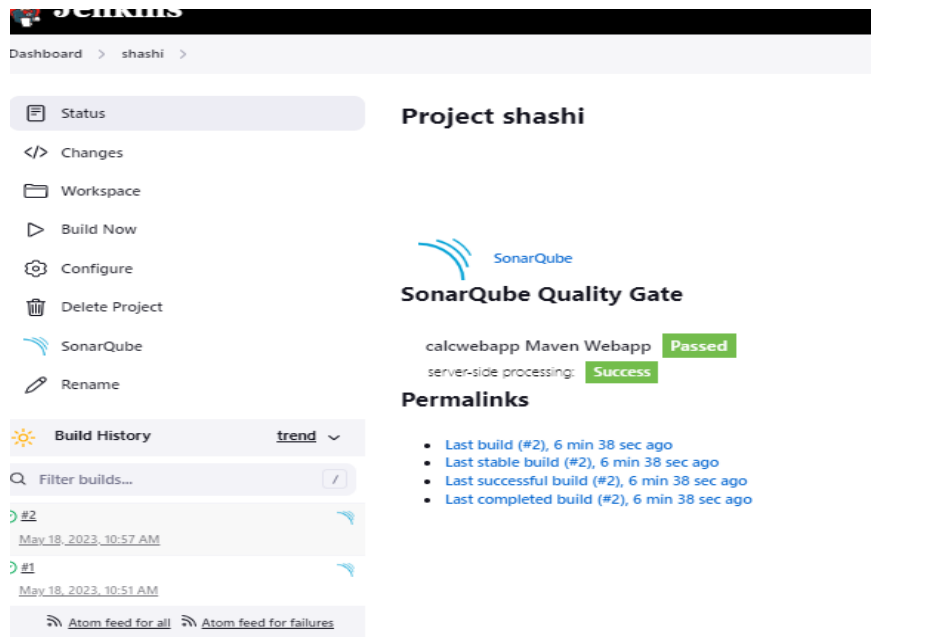 Jenkins
Dashboard > shashi >
Status
Changes
Workspace
Build Now
Configure
Delete Project
SonarQube
Rename
Build History trend
Filter builds... /
#2
May 18, 2023, 10:57 AM
#1
May 18, 2023, 10:51 AM
Atom feed for all Atom feed for failures
Project shashi
SonarQube
SonarQube Quality Gate
calcwebapp Maven Webapp Passed
server-side processing: Success
Permalinks
Last build (#2), 6 min 38 sec ago
Last stable build (#2), 6 min 38 sec ago
Last successful build (#2), 6 min 38 sec ago
Last completed build (#2), 6 min 38 sec ago